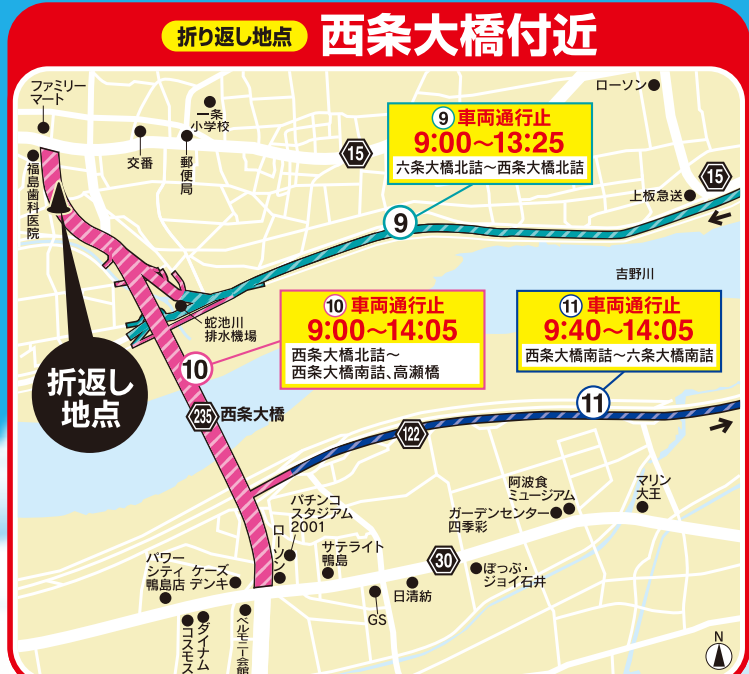 折り返し地点 西条大橋付近
ファミリー
マート
一条
小学校
交番
郵便局
福島歯科医院
15
ローソン
⑨車両通行止
9:00～13:25
六条大橋北詰～西条大橋北詰
15
上板急送
9
吉野川
蛇池川
排水機場
⑩車両通行止
9:00～14:05
西条大橋北詰～
西条大橋南詰、高瀬橋
⑪車両通行止
9:40～14:05
西条大橋南詰～六条大橋南詰
折返し
地点
10
235
西条大橋
11
122
パチンコ
スタジアム
2001
ローソン
サテライト
鴨島
阿波食
ミュージアム
ガーデンセンター
四季彩
マリン
大王
パワー
シティ
鴨島店
ケーズ
デンキ
30
ぽっぷ・
ジョイ石井
日清紡
GS
ベルモニー会館
ダイナム
コスモス
N